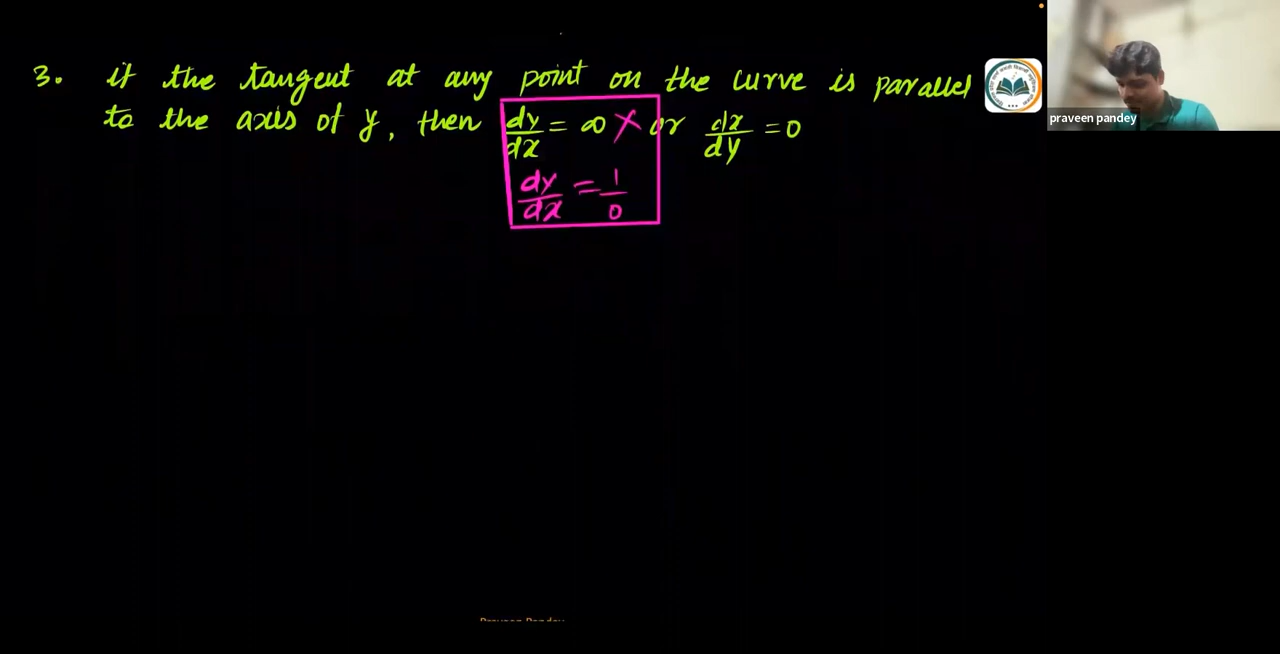 3. if the tangent at any point on the curve is parallel
to the axis of y, then dy/dx = ∞ X or dx/dy = 0
dy/dx = 1/0
praveen pandey